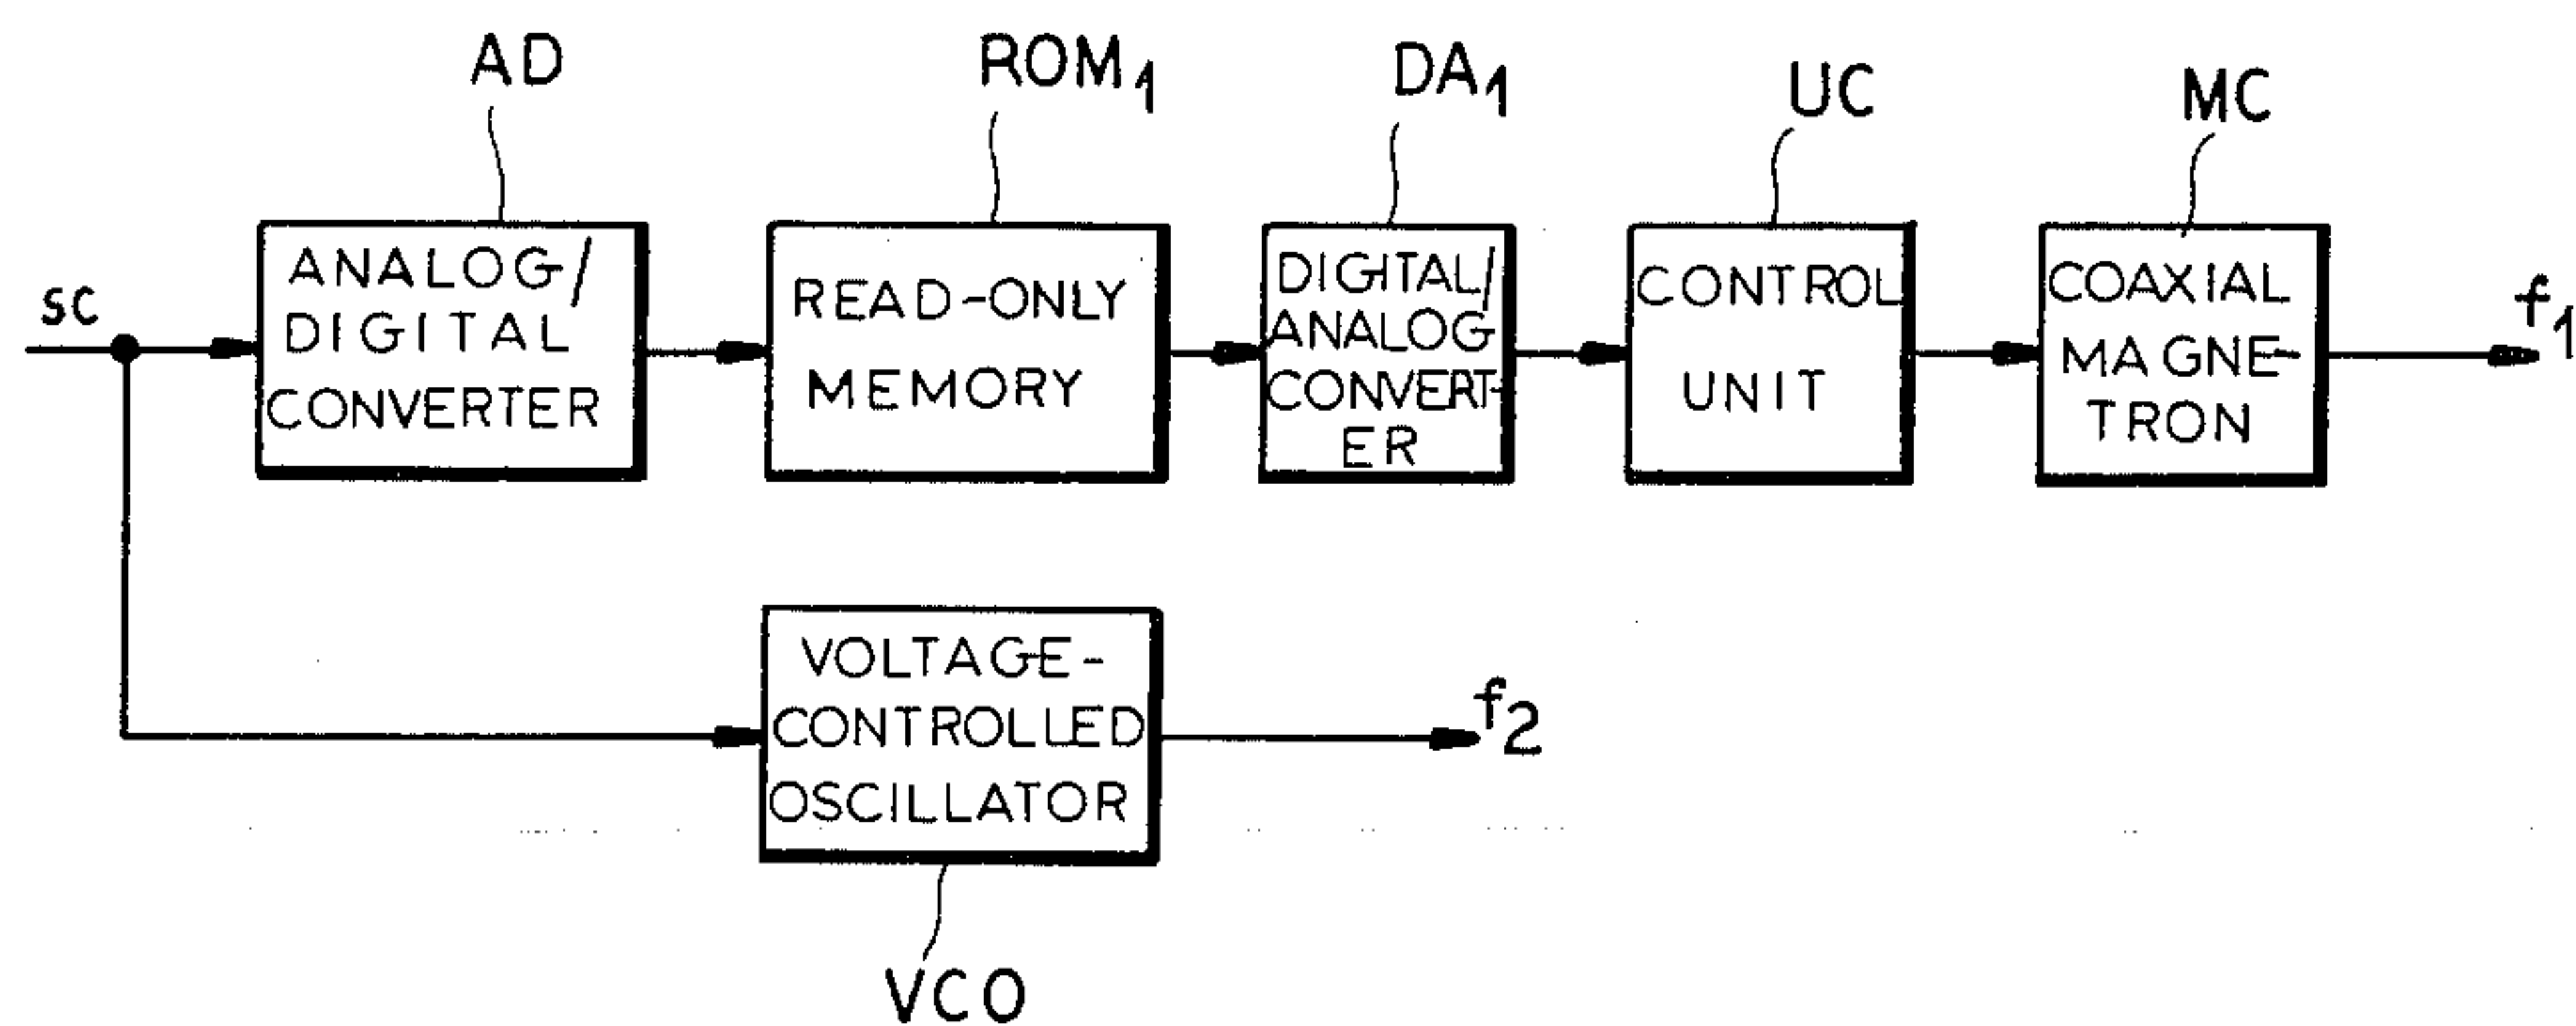 AD
ROM1
DA1
UC
MC
sc
ANALOG/
DIGITAL
CONVERTER
READ-ONLY
MEMORY
DIGITAL/
ANALOG
CONVERT-
ER
CONTROL
UNIT
COAXIAL
MAGNE-
TRON
f1
VOLTAGE-
CONTROLLED
OSCILLATOR
f2
VCO